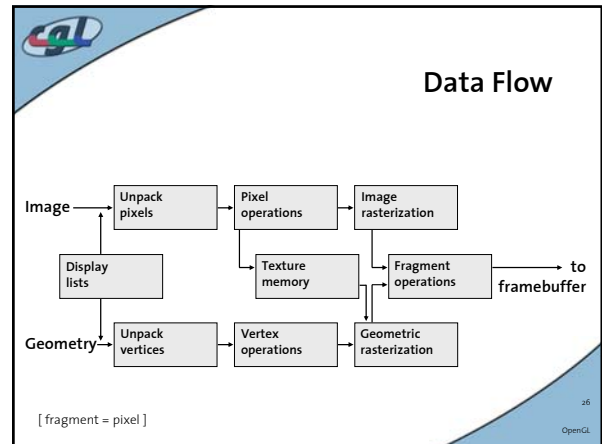 cgl
Data Flow
Image
Unpack
pixels
Pixel
operations
Image
rasterization
Display
lists
Texture
memory
Fragment
operations
to
framebuffer
Geometry
Unpack
vertices
Vertex
operations
Geometric
rasterization
[ fragment = pixel ]
26
OpenGL